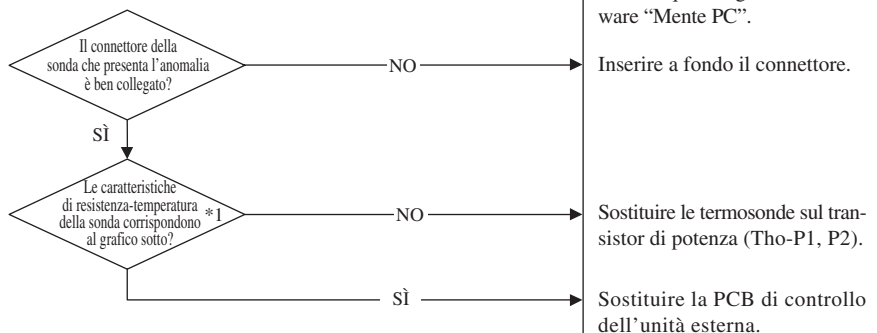 ware “Mente PC”.
Il connettore della
sonda che presenta l’anomalia
è ben collegato?
NO
Inserire a fondo il connettore.
SÌ
Le caratteristiche
di resistenza-temperatura
della sonda corrispondono
al grafico sotto?
*1
NO
Sostituire le termosonde sul tran-
sistor di potenza (Tho-P1, P2).
SÌ
Sostituire la PCB di controllo
dell’unità esterna.